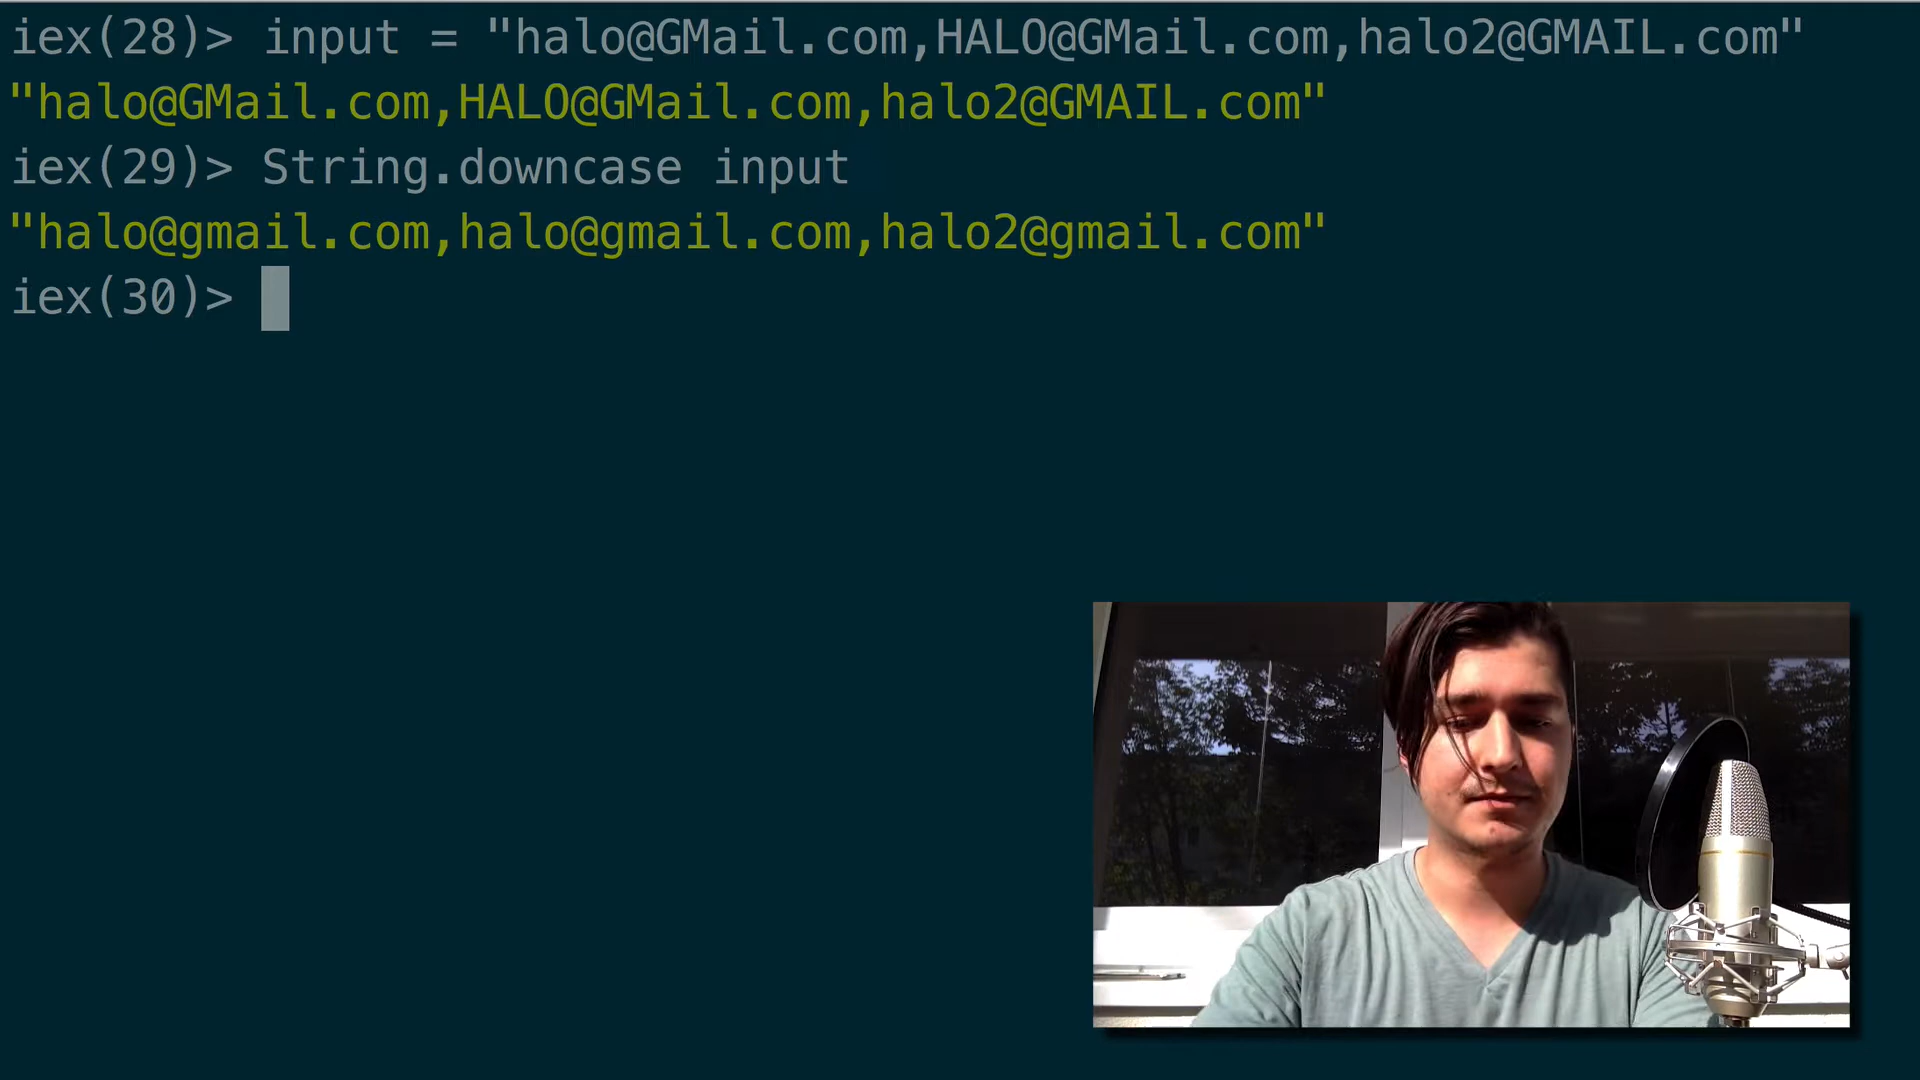 iex(28)> input = "halo@GMail.com,HALO@GMail.com,halo2@GMAIL.com"
"halo@GMail.com,HALO@GMail.com,halo2@GMAIL.com"
iex(29)> String.downcase input
"halo@gmail.com,halo@gmail.com,halo2@gmail.com"
iex(30)>